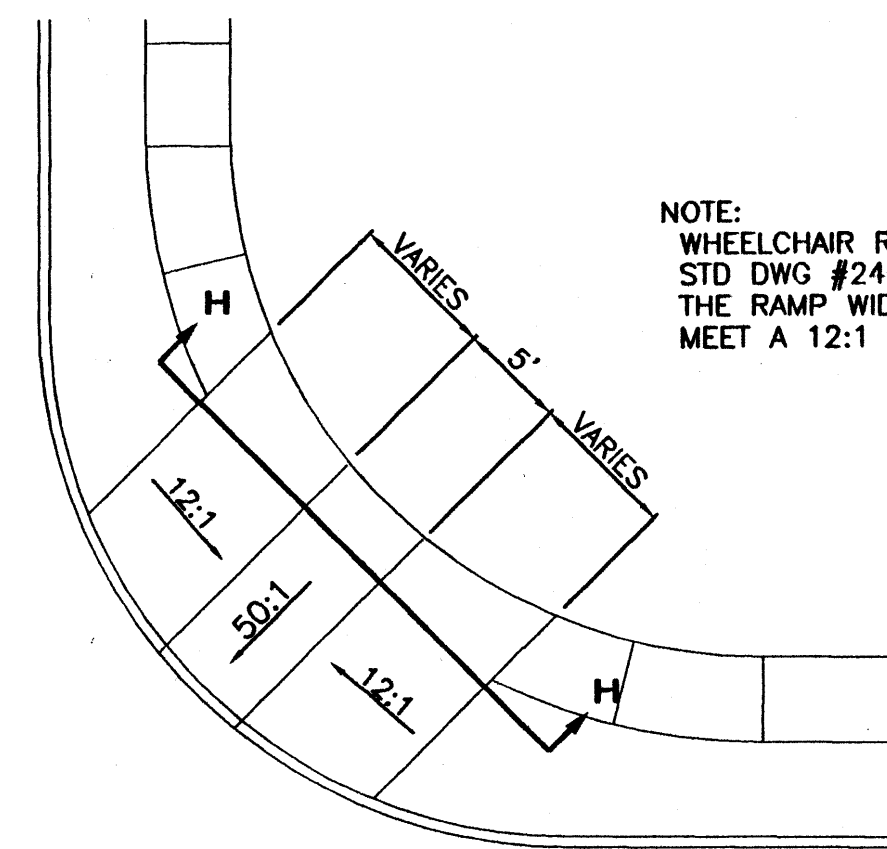 NOTE:
WHEELCHAIR
STD DWG #24
THE RAMP
MEET A 12:1
VARIES
5'
VARIES
H
12:1
50:1
12:1
H